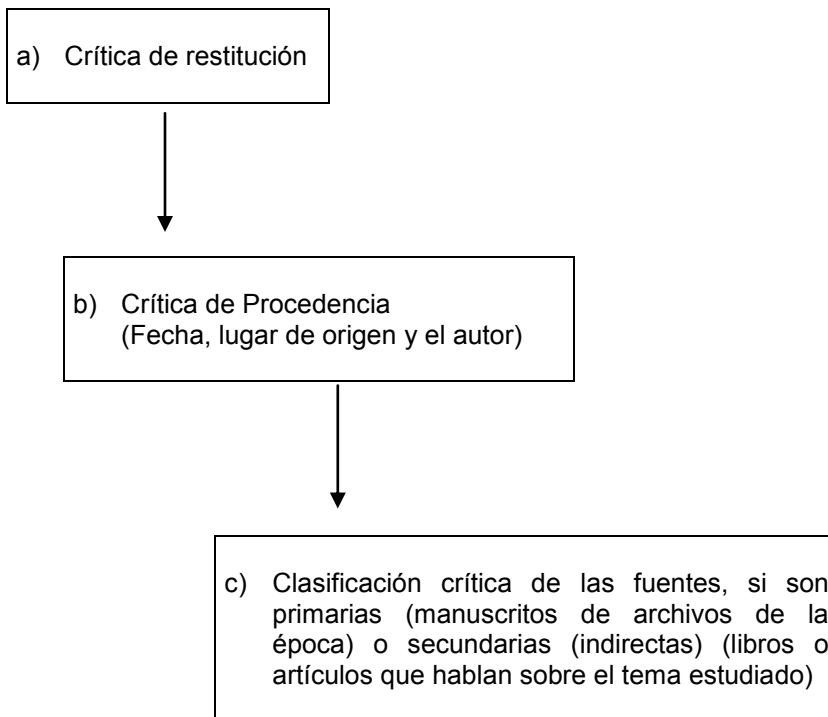 a) Crítica de restitución
b) Crítica de Procedencia
(Fecha, lugar de origen y el autor)
c) Clasificación crítica de las fuentes, si son
primarias (manuscritos de archivos de la
época) o secundarias (indirectas) (libros o
artículos que hablan sobre el tema estudiado)